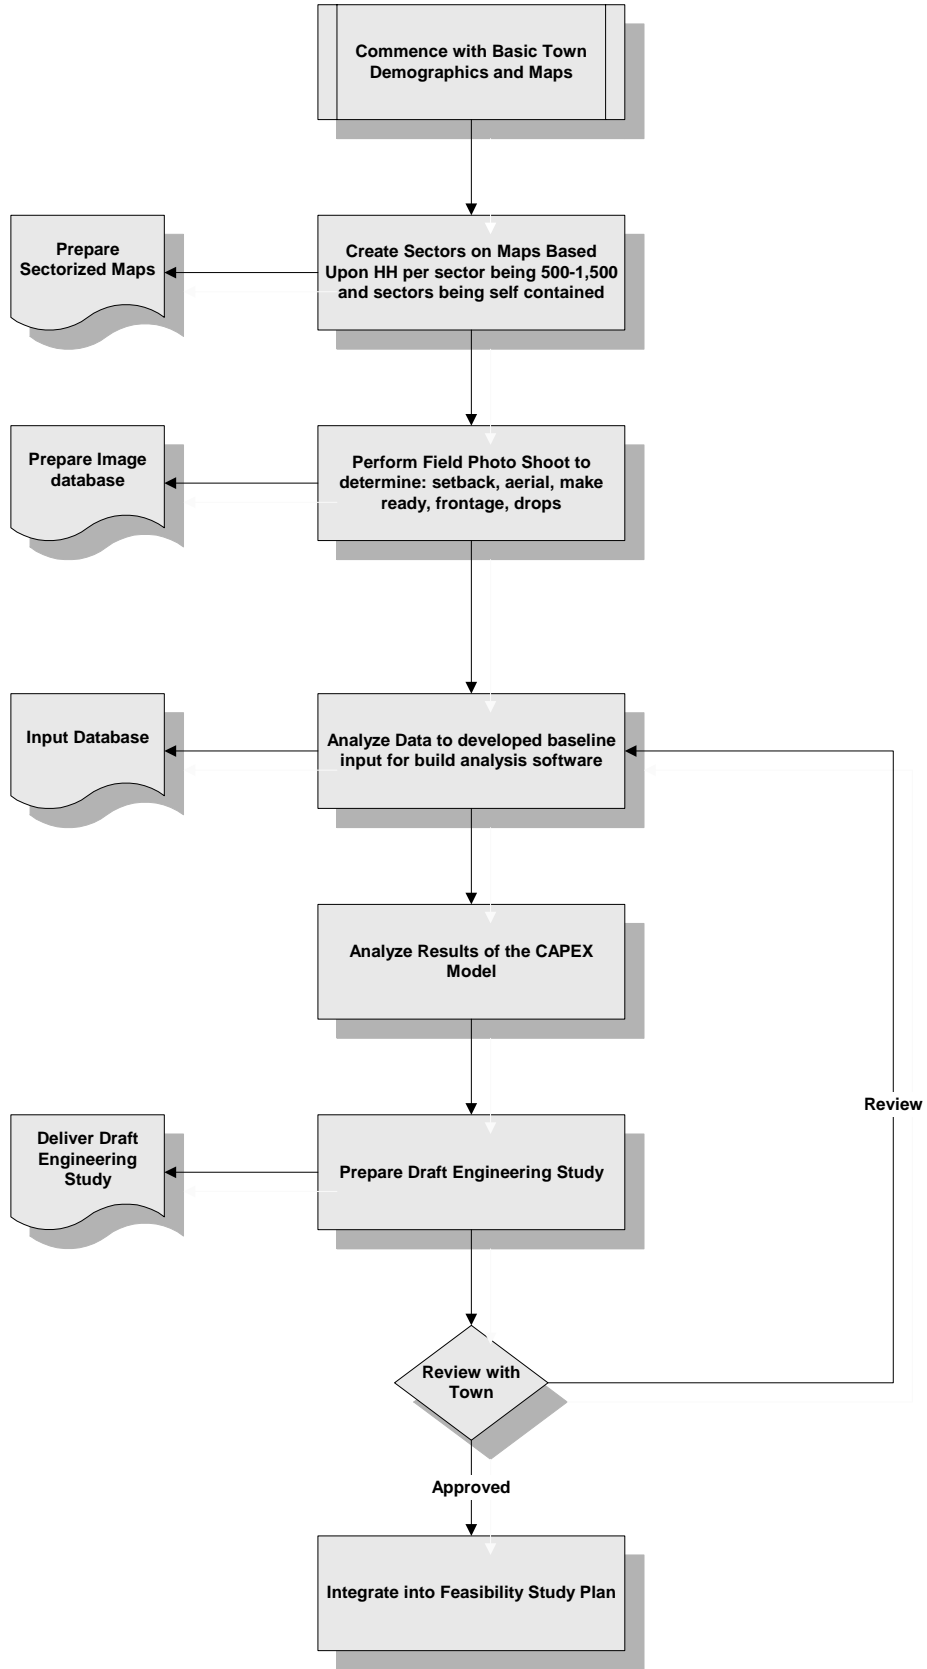 Commence with Basic Town
Demographics and Maps
Prepare
Sectorized Maps
Create Sectors on Maps Based
Upon HH per sector being 500-1,500
and sectors being self contained
Prepare Image
database
Perform Field Photo Shoot to
determine: setback, aerial, make
ready, frontage, drops
Input Database
Analyze Data to developed baseline
input for build analysis software
Analyze Results of the CAPEX
Model
Review
Deliver Draft
Engineering
Study
Prepare Draft Engineering Study
Review with
Town
Approved
Integrate into Feasibility Study Plan